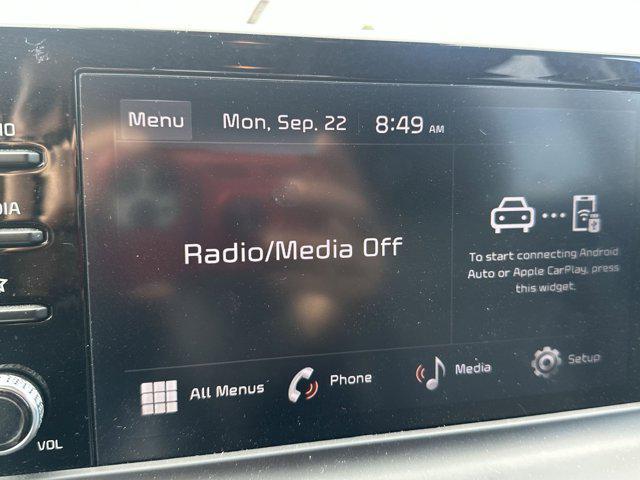 Menu Mon, Sep. 22 8:49 AM
Radio/Media Off
To start connecting Android
Auto or Apple CarPlay, press
this widget.
All Menus Phone Media Setup
VOL